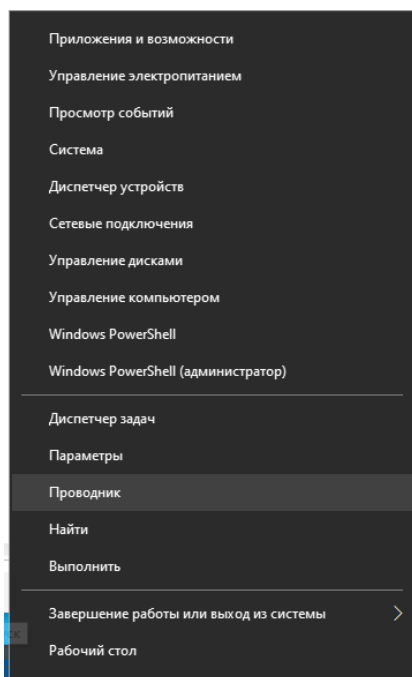 Приложения и возможности
Управление электропитанием
Просмотр событий
Система
Диспетчер устройств
Сетевые подключения
Управление дисками
Управление компьютером
Windows PowerShell
Windows PowerShell (администратор)
Диспетчер задач
Параметры
Проводник
Найти
Выполнить
Завершение работы или выход из системы
Рабочий стол